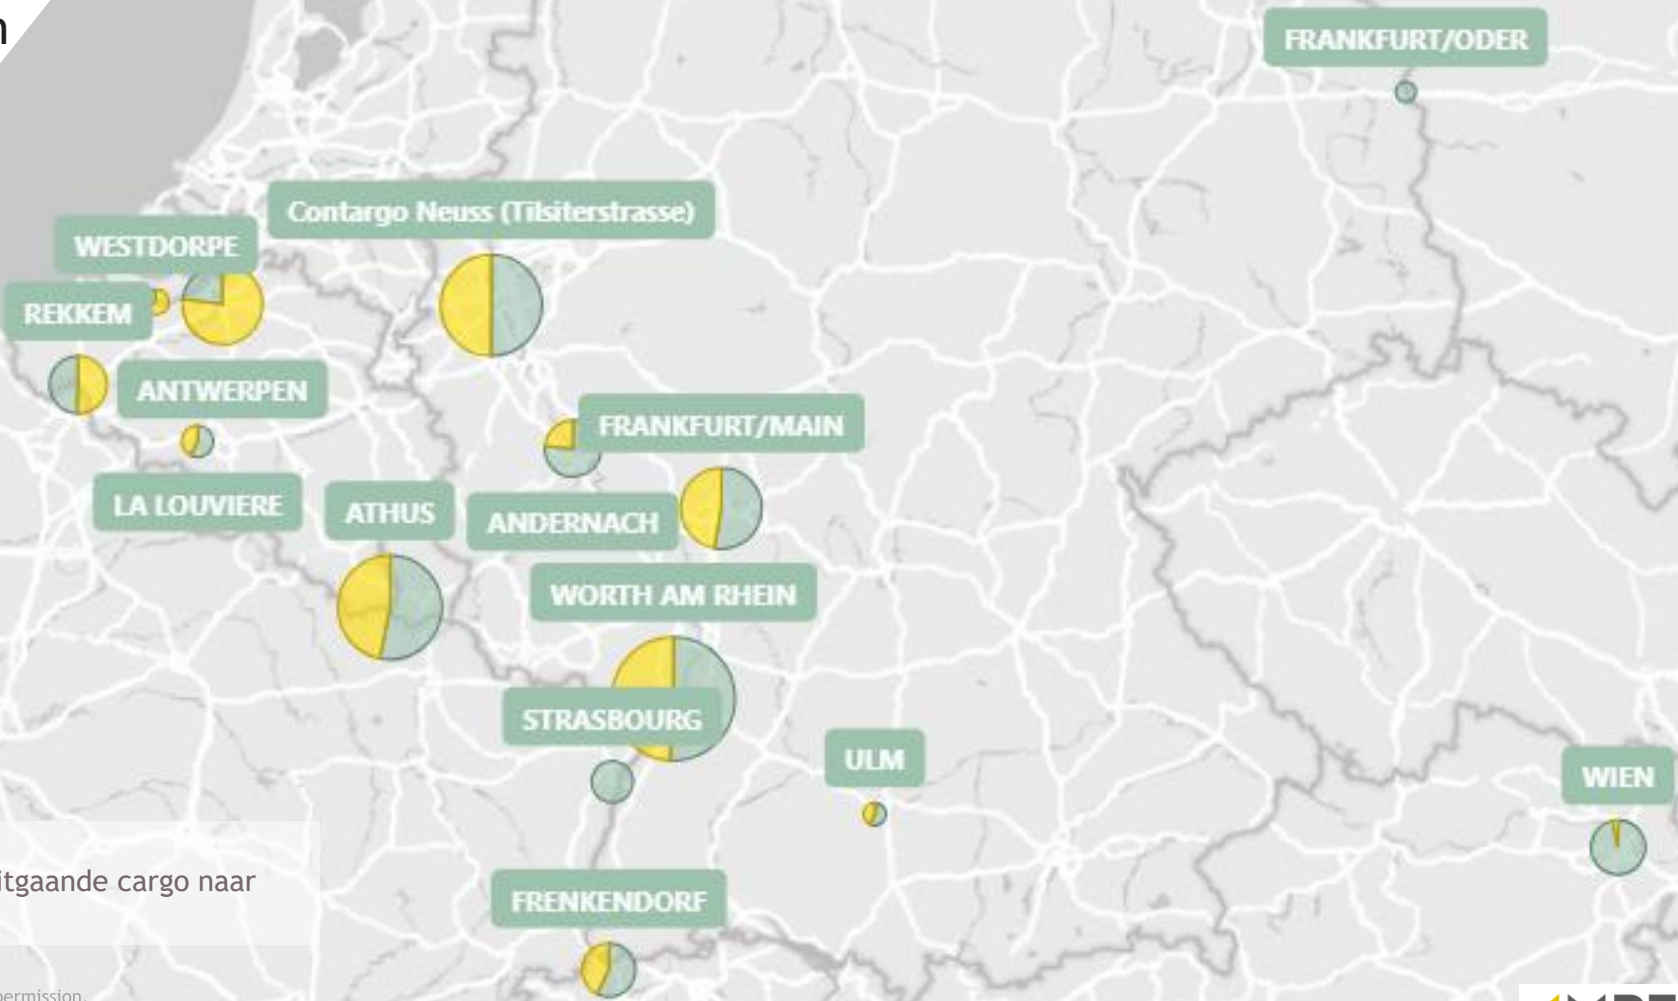 n
FRANKFURT/ODER
Contargo Neuss (Tilsiterstrasse)
WESTDORPE
REKKEM
ANTWERPEN
FRANKFURT/MAIN
LA LOUVIERE
ATHUS
ANDERNACH
WORTH AM RHEIN
STRASBOURG
ULM
WIEN
itgaande cargo naar
FRENKENDORF
permission.